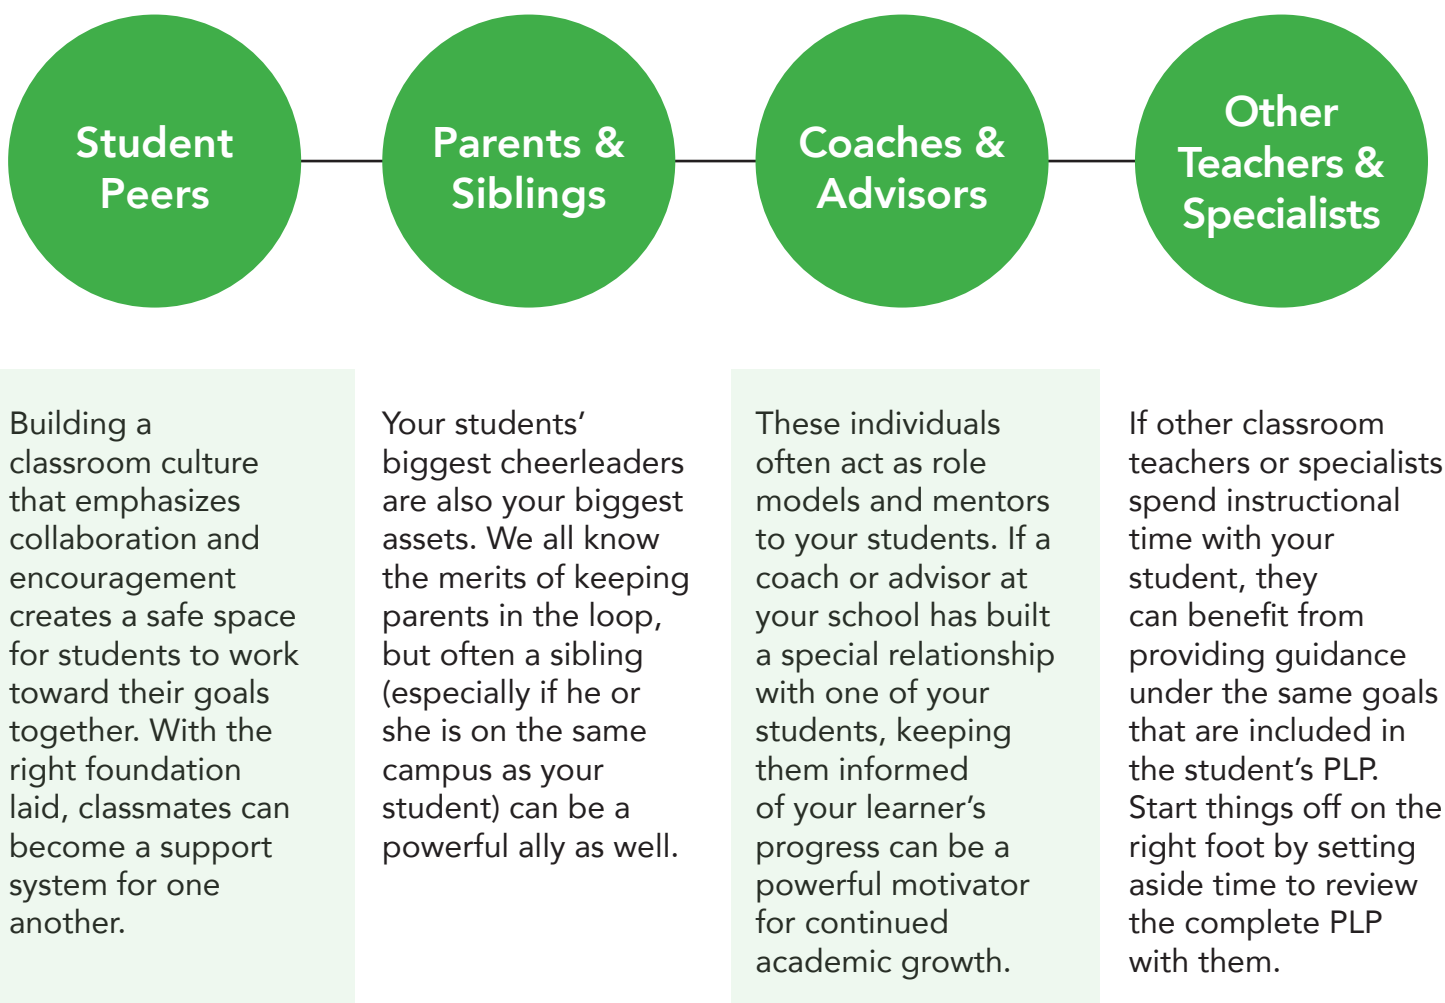 Student
Peers
Parents &
Siblings
Coaches &
Advisors
Other
Teachers &
Specialists
Building a
classroom culture
that emphasizes
collaboration and
encouragement
creates a safe space
for students to work
toward their goals
together. With the
right foundation
laid, classmates can
become a support
system for one
another.
Your students’
biggest cheerleaders
are also your biggest
assets. We all know
the merits of keeping
parents in the loop,
but often a sibling
(especially if he or
she is on the same
campus as your
student) can be a
powerful ally as well.
These individuals
often act as role
models and mentors
to your students. If a
coach or advisor at
your school has built
a special relationship
with one of your
students, keeping
them informed
of your learner’s
progress can be a
powerful motivator
for continued
academic growth.
If other classroom
teachers or specialists
spend instructional
time with your
student, they
can benefit from
providing guidance
under the same goals
that are included in
the student’s PLP.
Start things off on the
right foot by setting
aside time to review
the complete PLP
with them.